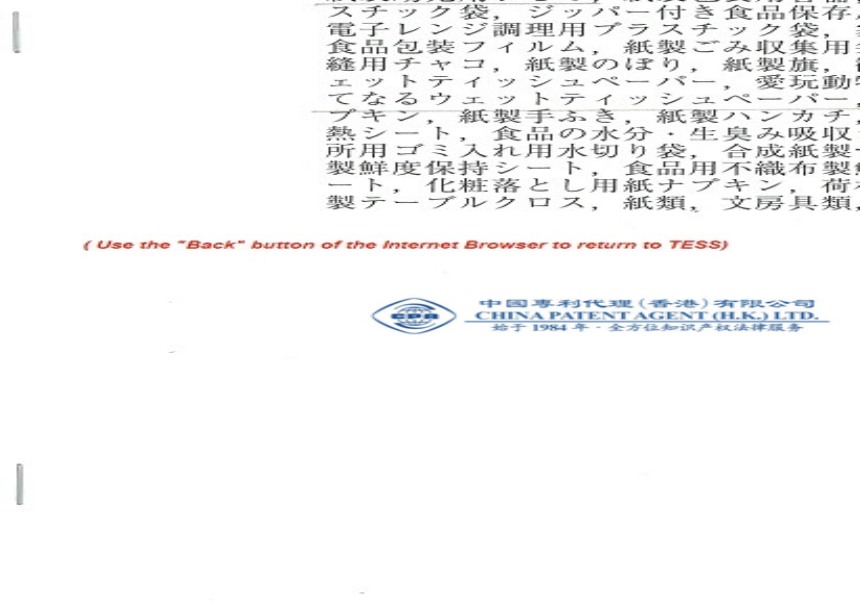 スチック袋，ジッパー付き食品保存
電子レンジ調理用プラスチック袋，
食品包装フィルム，紙製ごみ収集用
縫用チャコ，紙製のぼり，紙製旗，
ェットティッシュペーパー，愛玩動
てなるウェットティッシュペーパー，
プキン，紙製手ふき，紙製ハンカチ，
熱シート，食品の水分・生臭み吸収
所用ゴミ入れ用水切り袋，合成紙製
製鮮度保持シート，食品用不織布製
ート，化粧落とし用紙ナプキン，荷
製テーブルクロス，紙類，文房具類，
( Use the "Back" button of the Internet Browser to return to TESS)
中國專利代理(香港)有限公司
CPA
CHINA PATENT AGENT (H.K.) LTD.
始于 1984 年 · 全方位知识产权法律服务